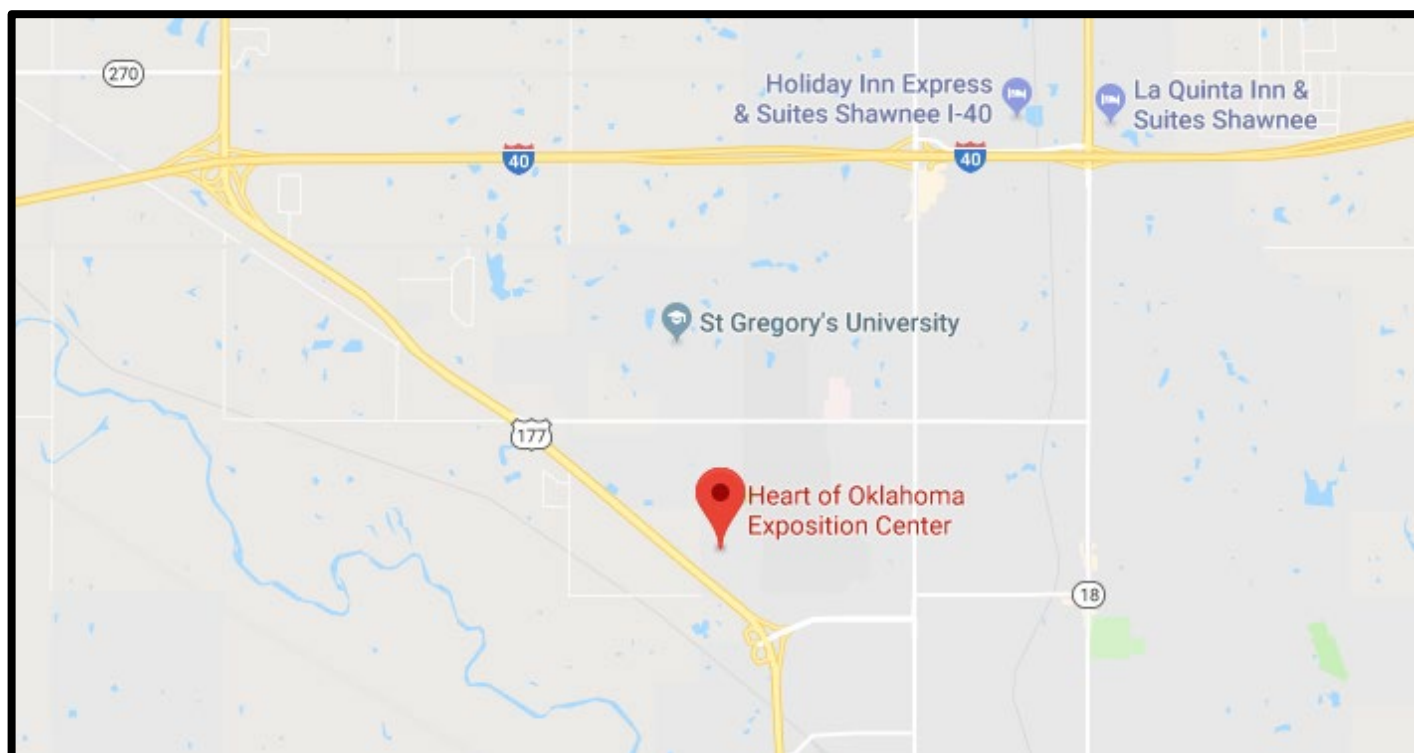 270
Holiday Inn Express
& Suites Shawnee I-40
La Quinta Inn &
Suites Shawnee
40
40
St Gregory's University
177
Heart of Oklahoma
Exposition Center
18